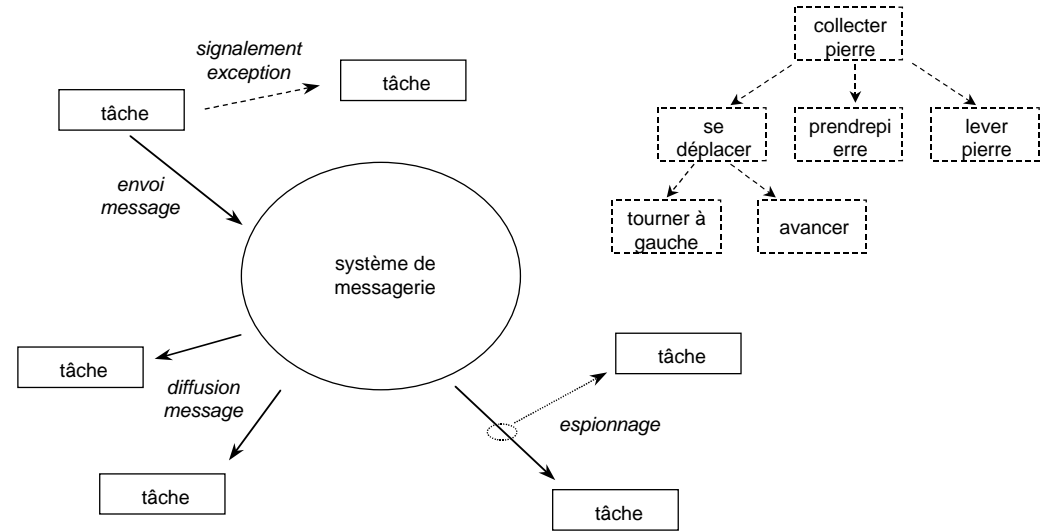 signalement
exception
tâche
tâche
envoi
message
système de
messagerie
tâche
diffusion
message
tâche
tâche
espionnage
tâche
collecter
pierre
se
déplacer
prendrepi
erre
lever
pierre
tourner à
gauche
avancer